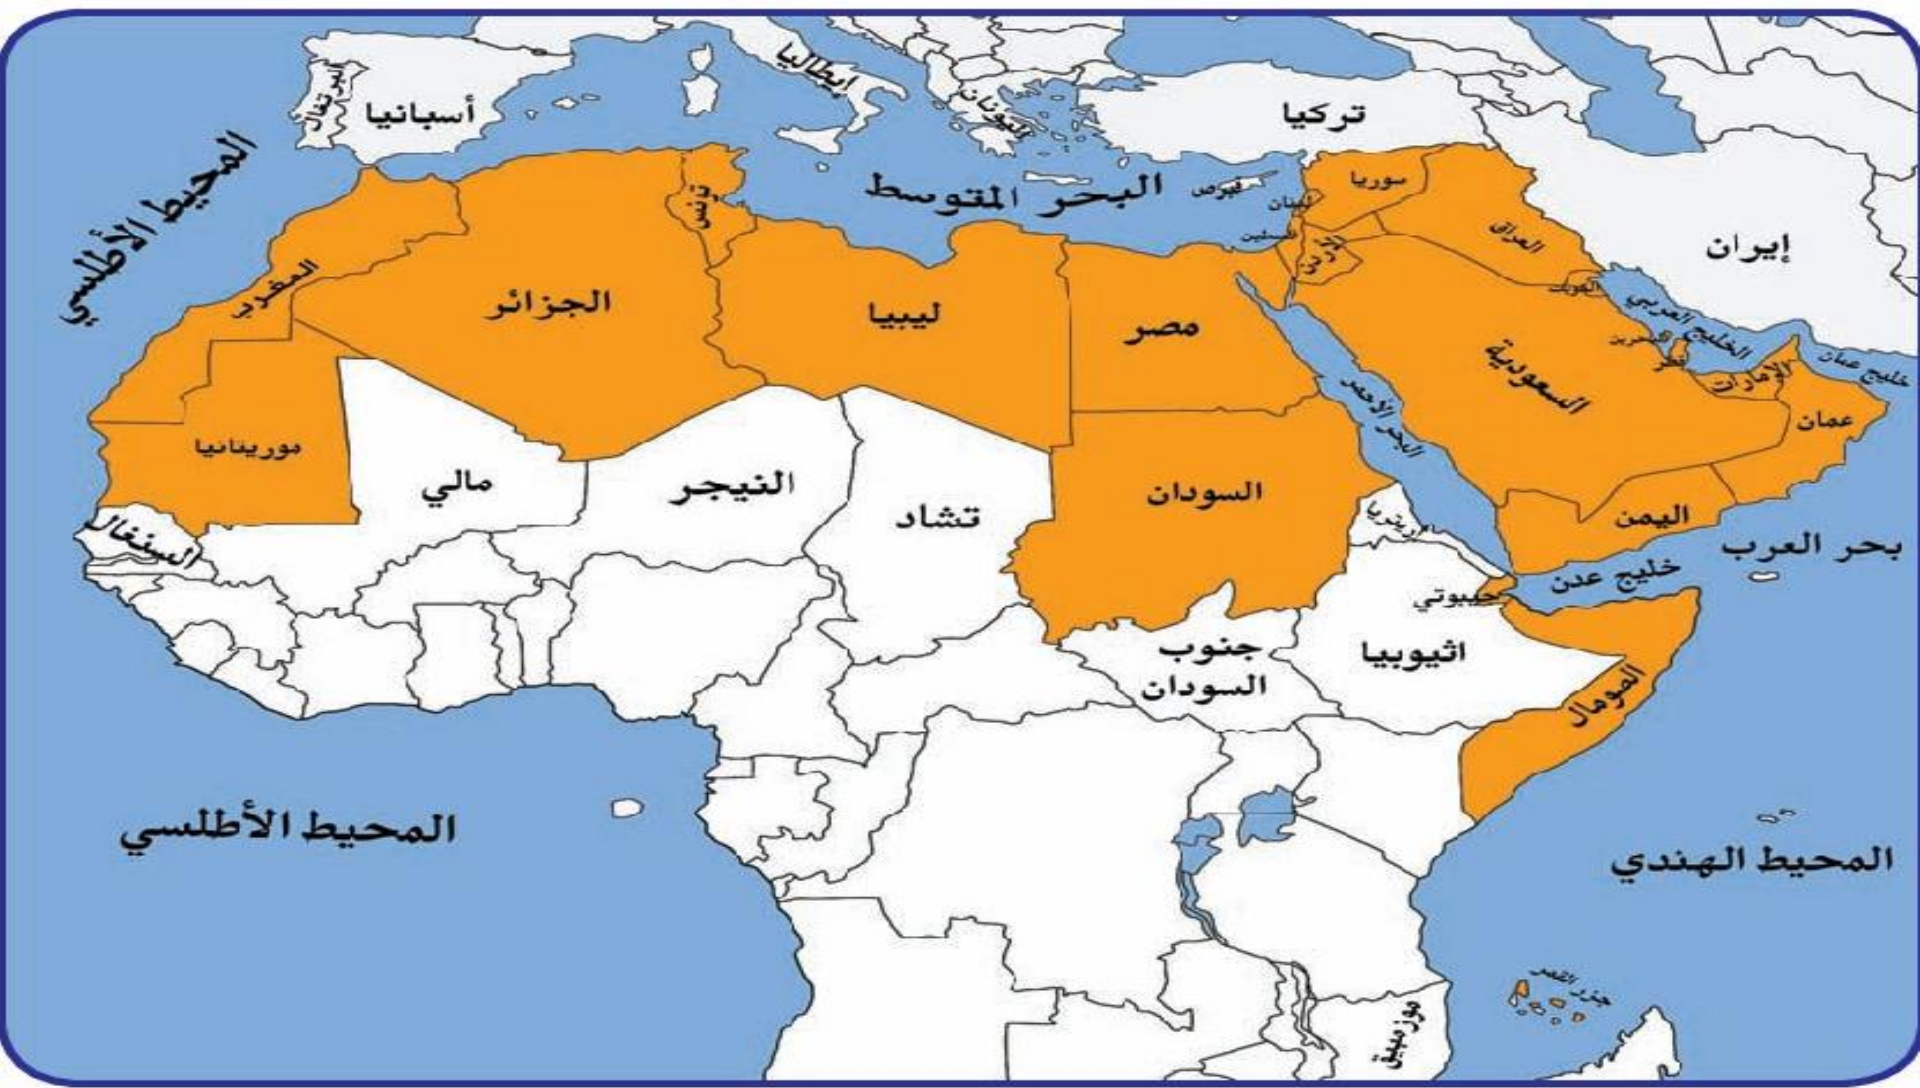 إيطاليا
البرتغال
أسبانيا
اليونان
تركيا
المحيط الأطلسي
البحر المتوسط
قبرص
سوريا
لبنان
فلسطين
الأردن
العراق
إيران
تونس
المغرب
الجزائر
ليبيا
مصر
الكويت
الخليج العربي
البحرين
قطر
الإمارات
خليج عمان
السعودية
البحر الأحمر
عمان
موريتانيا
مالي
النيجر
تشاد
السودان
اليمن
ارتيريا
السنغال
بحر العرب
خليج عدن
جيبوتي
جنوب
السودان
اثيوبيا
الصومال
المحيط الأطلسي
المحيط الهندي
جزر القمر
موزمبيق